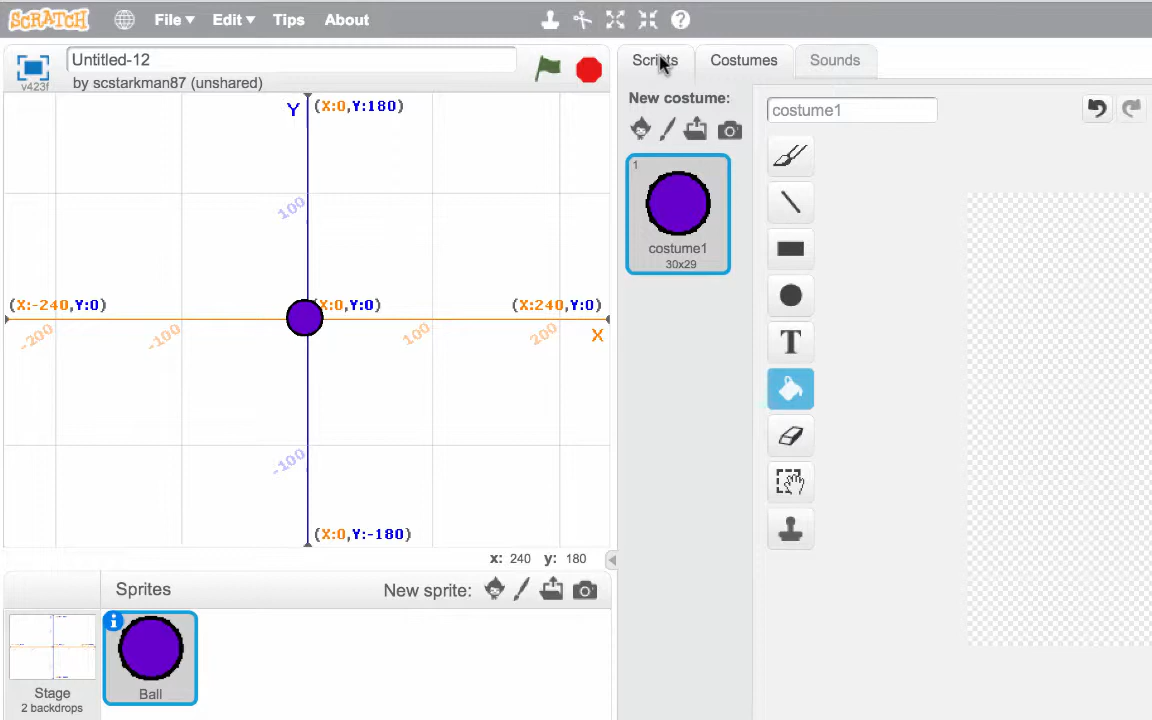 SCRATCH File Edit Tips About
Untitled-12
by scstarkman87 (unshared)
v423f
Scripts Costumes Sounds
New costume:
costume1
1
costume1
30x29
Y (X:0,Y:180)
100
(X:-240,Y:0) (X:0,Y:0) (X:240,Y:0)
-200 -100 100 200 X
-100
(X:0,Y:-180)
T
x: 240 y: 180
Sprites New sprite:
Stage
2 backdrops
Ball